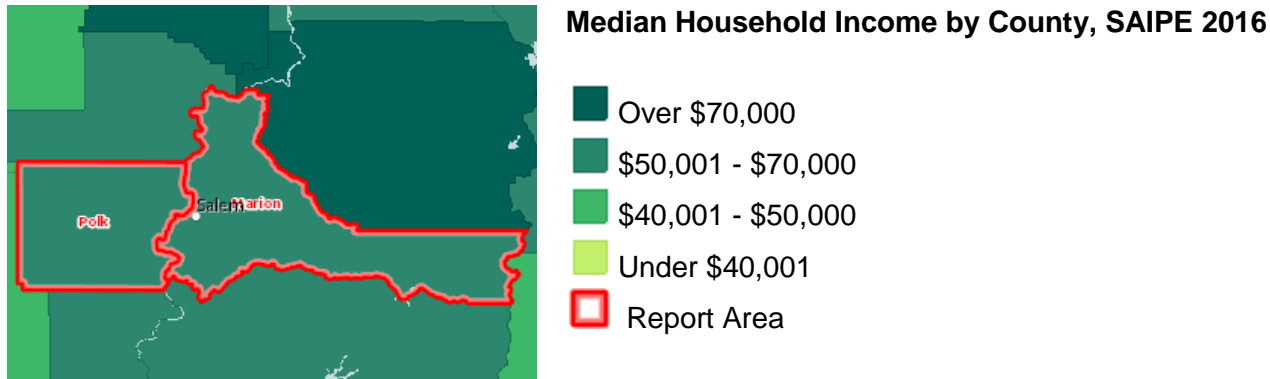 Median Household Income by County, SAIPE 2016
Over $70,000
$50,001 - $70,000
$40,001 - $50,000
Under $40,001
Report Area
Salem
Marion
Polk